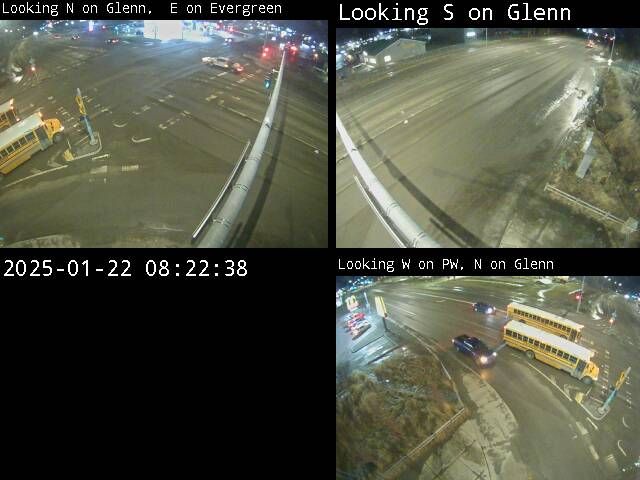 Looking N on Glenn,  E on Evergreen
Looking S on Glenn
2025-01-22 08:22:38
Looking W on PW, N on Glenn